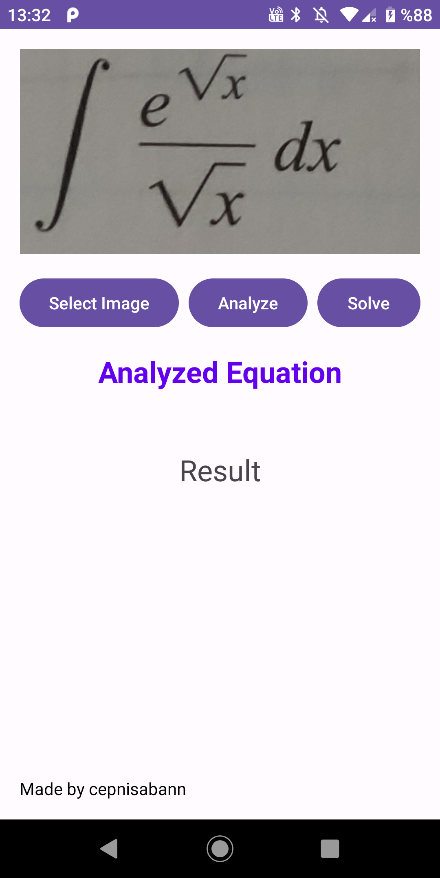 13:32 %88
∫ e^√x / √x dx
Select Image Analyze Solve
Analyzed Equation
Result
Made by cepnisabann